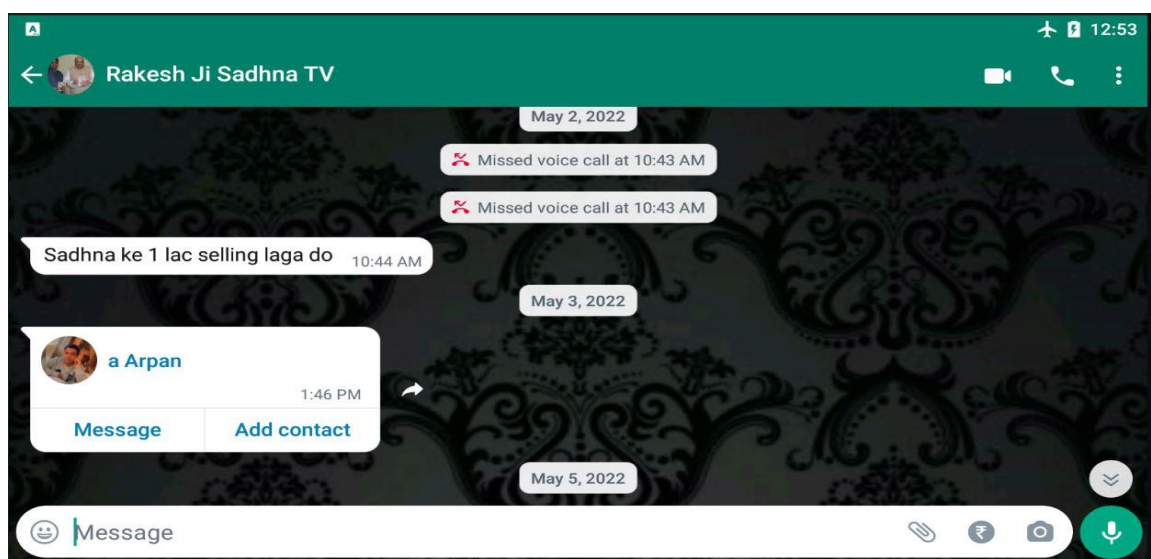 12:53
Rakesh Ji Sadhna TV
May 2, 2022
Missed voice call at 10:43 AM
Missed voice call at 10:43 AM
Sadhna ke 1 lac selling laga do 10:44 AM
May 3, 2022
a Arpan
1:46 PM
Message Add contact
May 5, 2022
Message